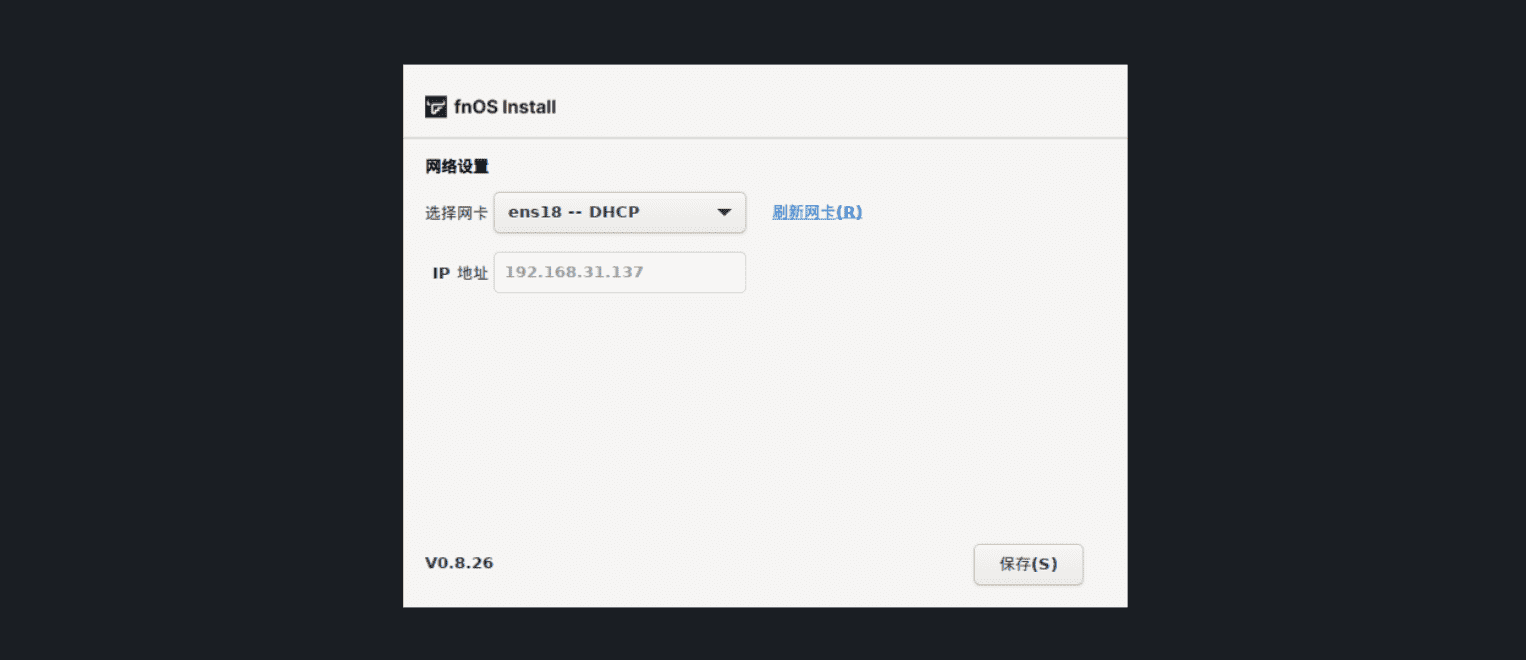 fnOS Install
网络设置
选择网卡 ens18 -- DHCP 刷新网卡(R)
IP 地址 192.168.31.137
V0.8.26 保存(S)